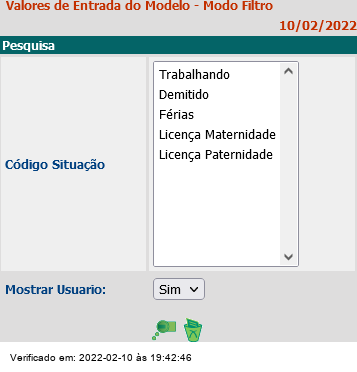 Valores de Entrada do Modelo - Modo Filtro
10/02/2022
Pesquisa
Código Situação
Trabalhando
Demitido
Férias
Licença Maternidade
Licença Paternidade
Mostrar Usuario:
Sim
Verificado em: 2022-02-10 às 19:42:46